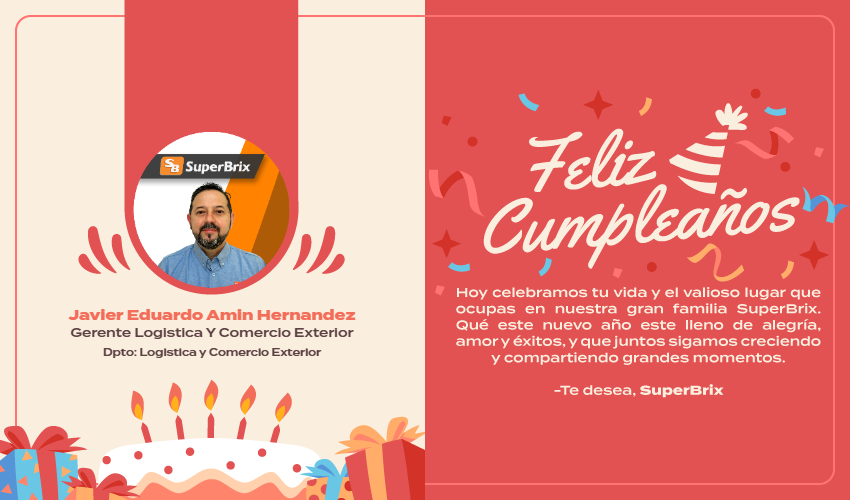 SB SuperBrix
Javier Eduardo Amin Hernandez
Gerente Logistica Y Comercio Exterior
Dpto: Logistica y Comercio Exterior
Feliz
Cumpleaños
Hoy celebramos tu vida y el valioso lugar que
ocupas en nuestra gran familia SuperBrix.
Qué este nuevo año este lleno de alegría,
amor y éxitos, y que juntos sigamos creciendo
y compartiendo grandes momentos.
-Te desea, SuperBrix